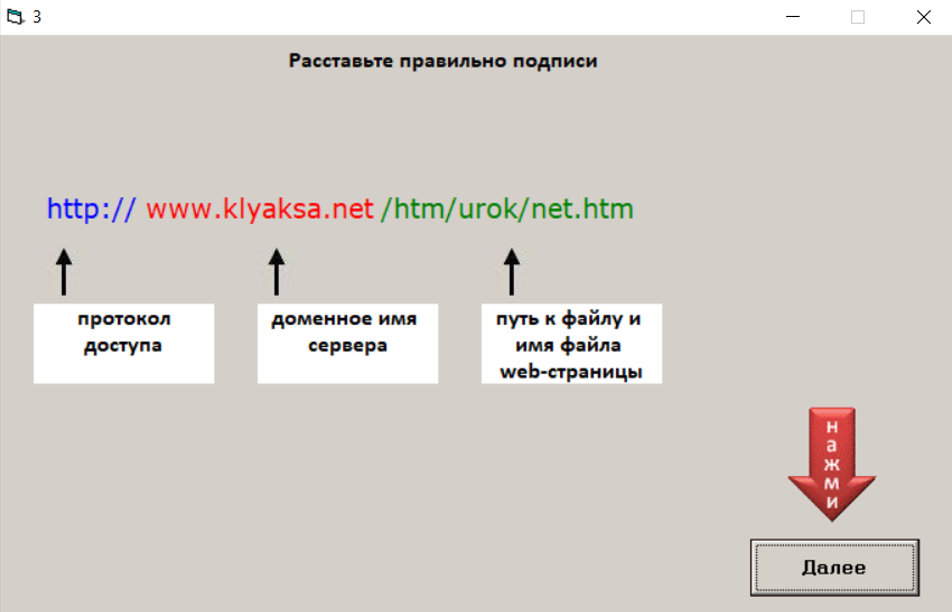 3
Расставьте правильно подписи
http:// www.klyaksa.net /htm/urok/net.htm
протокол
доступа
доменное имя
сервера
путь к файлу и
имя файла
web-страницы
нажми
Далее